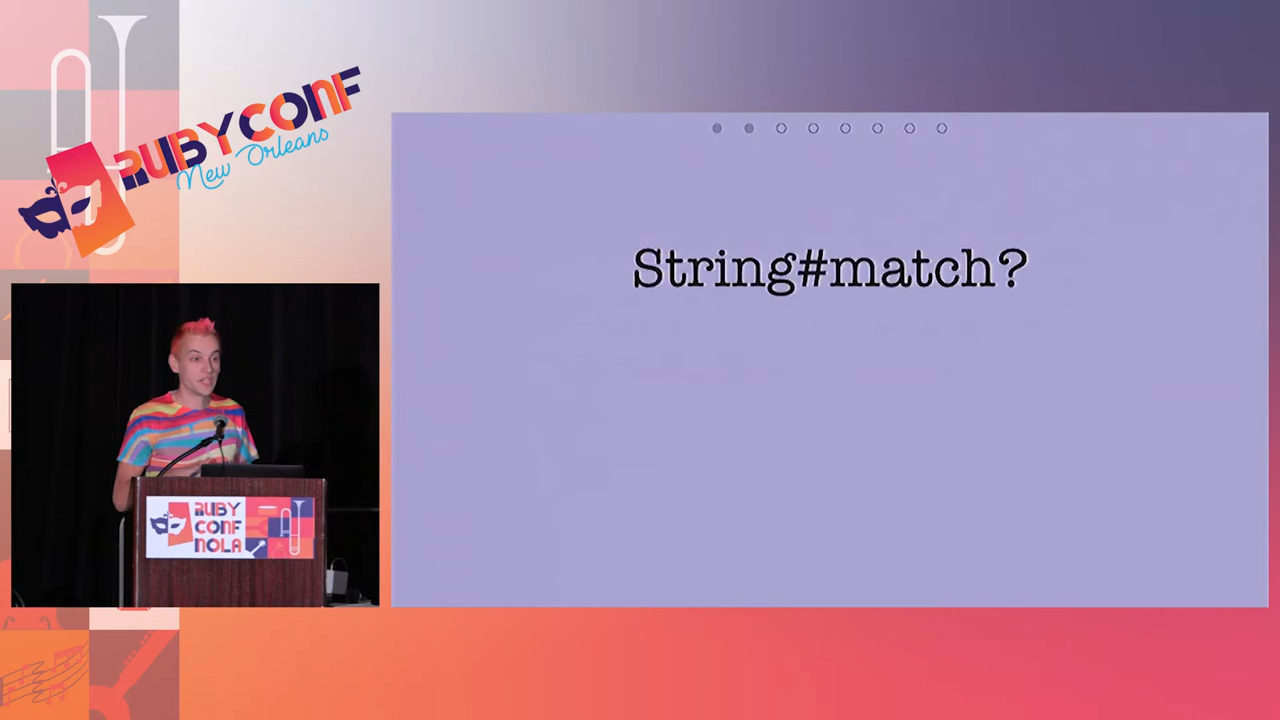 RUBYCONF
New Orleans
String#match?
RUBY
CONF
NOLA